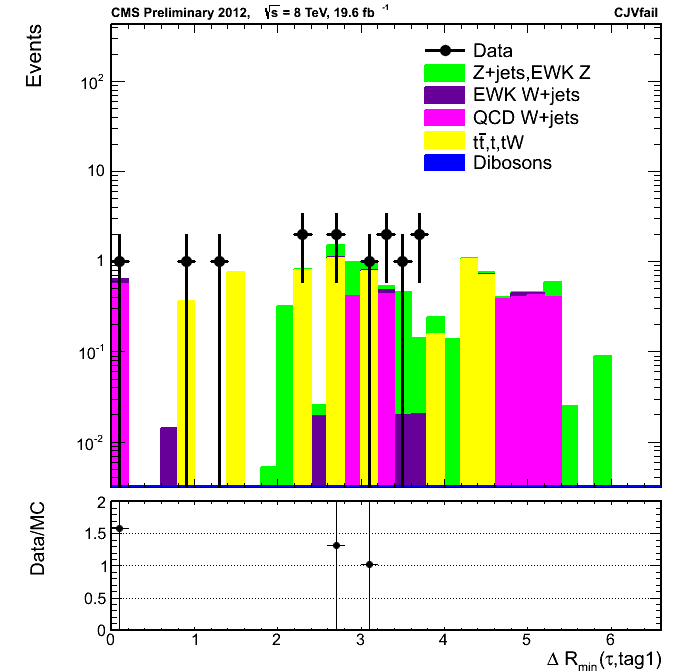 CMS Preliminary 2012, √s = 8 TeV, 19.6 fb⁻¹ CJVfail
Events
Data
Z+jets,EWK Z
EWK W+jets
QCD W+jets
tt̄,t,tW
Dibosons
10²
10
1
10⁻¹
10⁻²
Data/MC
2
1.5
1
0.5
0
0 1 2 3 4 5 6
Δ R_min(τ,tag1)